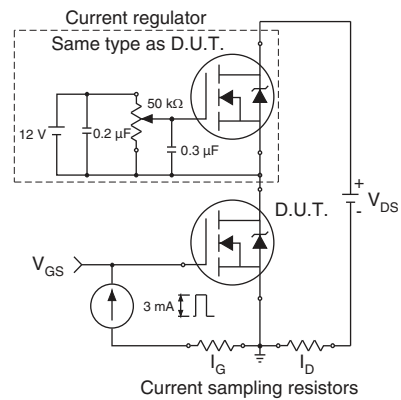 Current regulator
Same type as D.U.T.
50 kΩ
12 V
0.2 µF
0.3 µF
+
V_DS
-
D.U.T.
V_GS
3 mA
I_G
I_D
Current sampling resistors